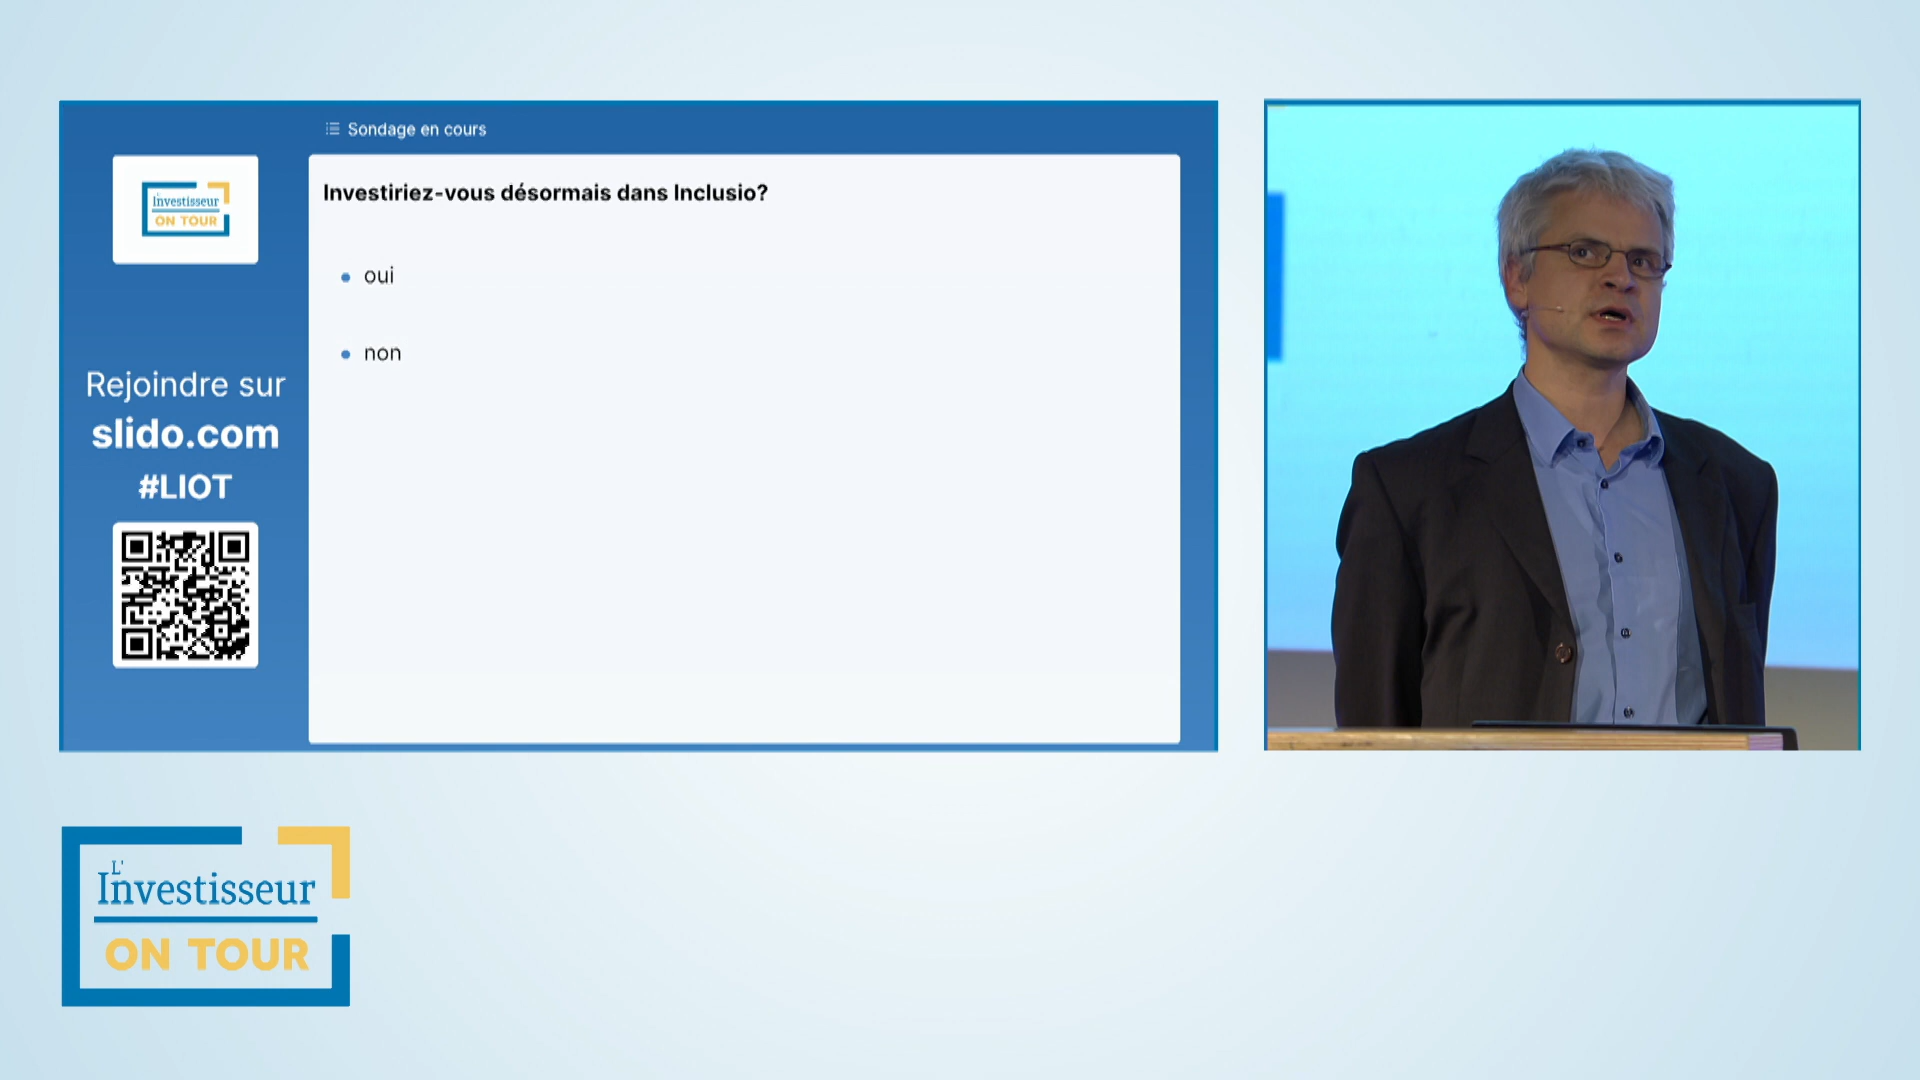 Sondage en cours
L'
Investisseur
ON TOUR
Investiriez-vous désormais dans Inclusio?
oui
non
Rejoindre sur
slido.com
#LIOT
L'
Investisseur
ON TOUR